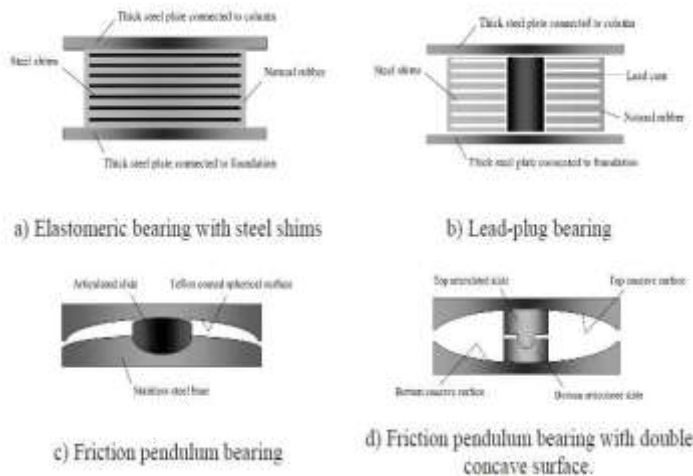 Thick steel plate connected to column
Steel shims
Natural rubber
Thick steel plate connected to foundation
a) Elastomeric bearing with steel shims
Thick steel plate connected to column
Steel shims
Lead core
Natural rubber
Thick steel plate connected to foundation
b) Lead-plug bearing
Articulated slide
Teflon coated spherical surface
Stainless steel base
c) Friction pendulum bearing
Top articulated slide
Top concave surface
Bottom concave surface
Bottom articulated slide
d) Friction pendulum bearing with double
concave surface.